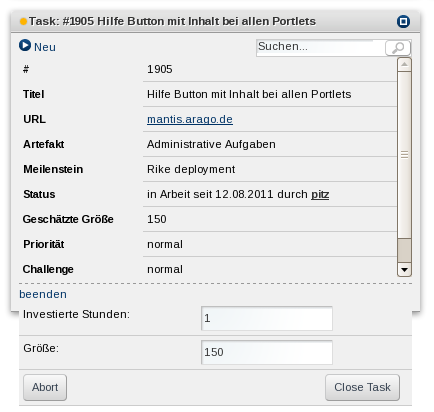 Task: #1905 Hilfe Button mit Inhalt bei allen Portlets
Neu
Suchen...
# 1905
Titel Hilfe Button mit Inhalt bei allen Portlets
URL mantis.arago.de
Artefakt Administrative Aufgaben
Meilenstein Rike deployment
Status in Arbeit seit 12.08.2011 durch pitz
Geschätzte Größe 150
Priorität normal
Challenge normal
beenden
Investierte Stunden: 1
Größe: 150
Abort Close Task